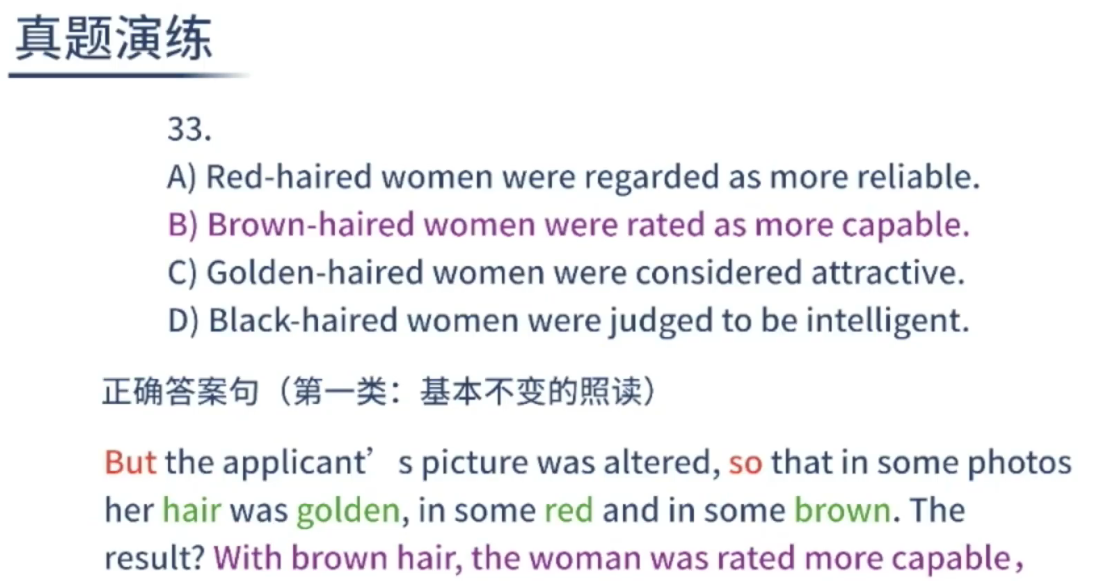 真题演练
33.
A) Red-haired women were regarded as more reliable.
B) Brown-haired women were rated as more capable.
C) Golden-haired women were considered attractive.
D) Black-haired women were judged to be intelligent.
正确答案句（第一类：基本不变的照读）
But the applicant’s picture was altered, so that in some photos
her hair was golden, in some red and in some brown. The
result? With brown hair, the woman was rated more capable，